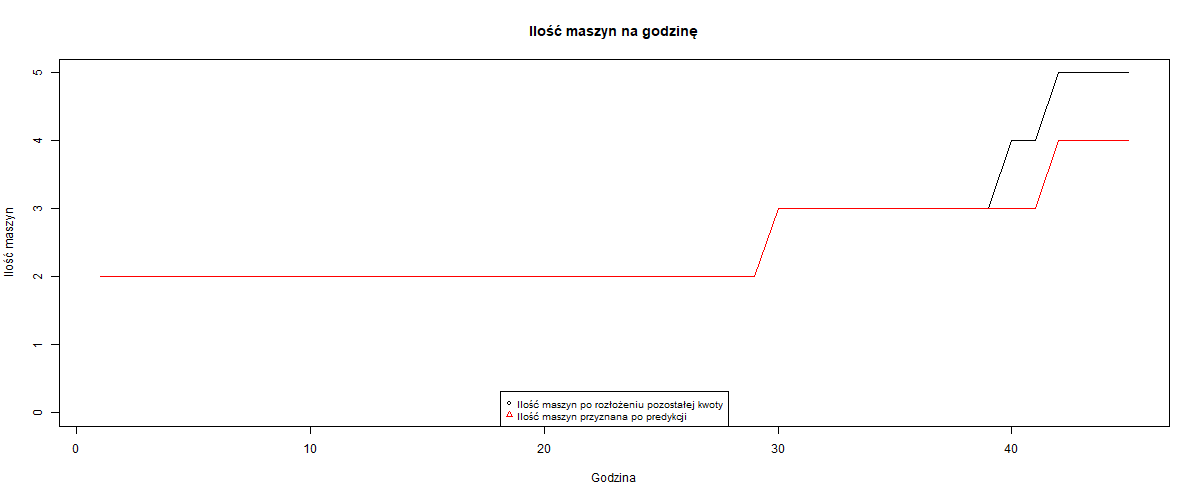 Ilość maszyn na godzinę
Ilość maszyn
5
4
3
2
1
0
Ilość maszyn po rozłożeniu pozostałej kwoty
Ilość maszyn przyznana po predykcji
0 10 20 30 40
Godzina